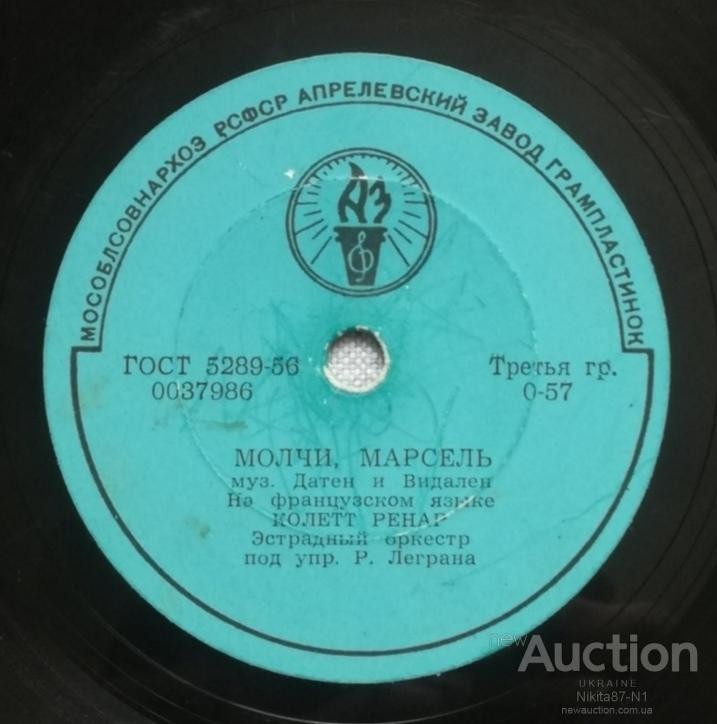 МОСОБЛСОВНАРХОЗ РСФСР АПРЕЛЕВСКИЙ ЗАВОД ГРАМПЛАСТИНОК
АЗ
ГОСТ 5289-56
0037986
Третья гр.
0-57
МОЛЧИ, МАРСЕЛЬ
муз. Датен и Видален
На французском языке
КОЛЕТТ РЕНАР
Эстрадный оркестр
под упр. Р. Леграна
new Auction
UKRAINE
Nikita87-N1
newauction.com.ua